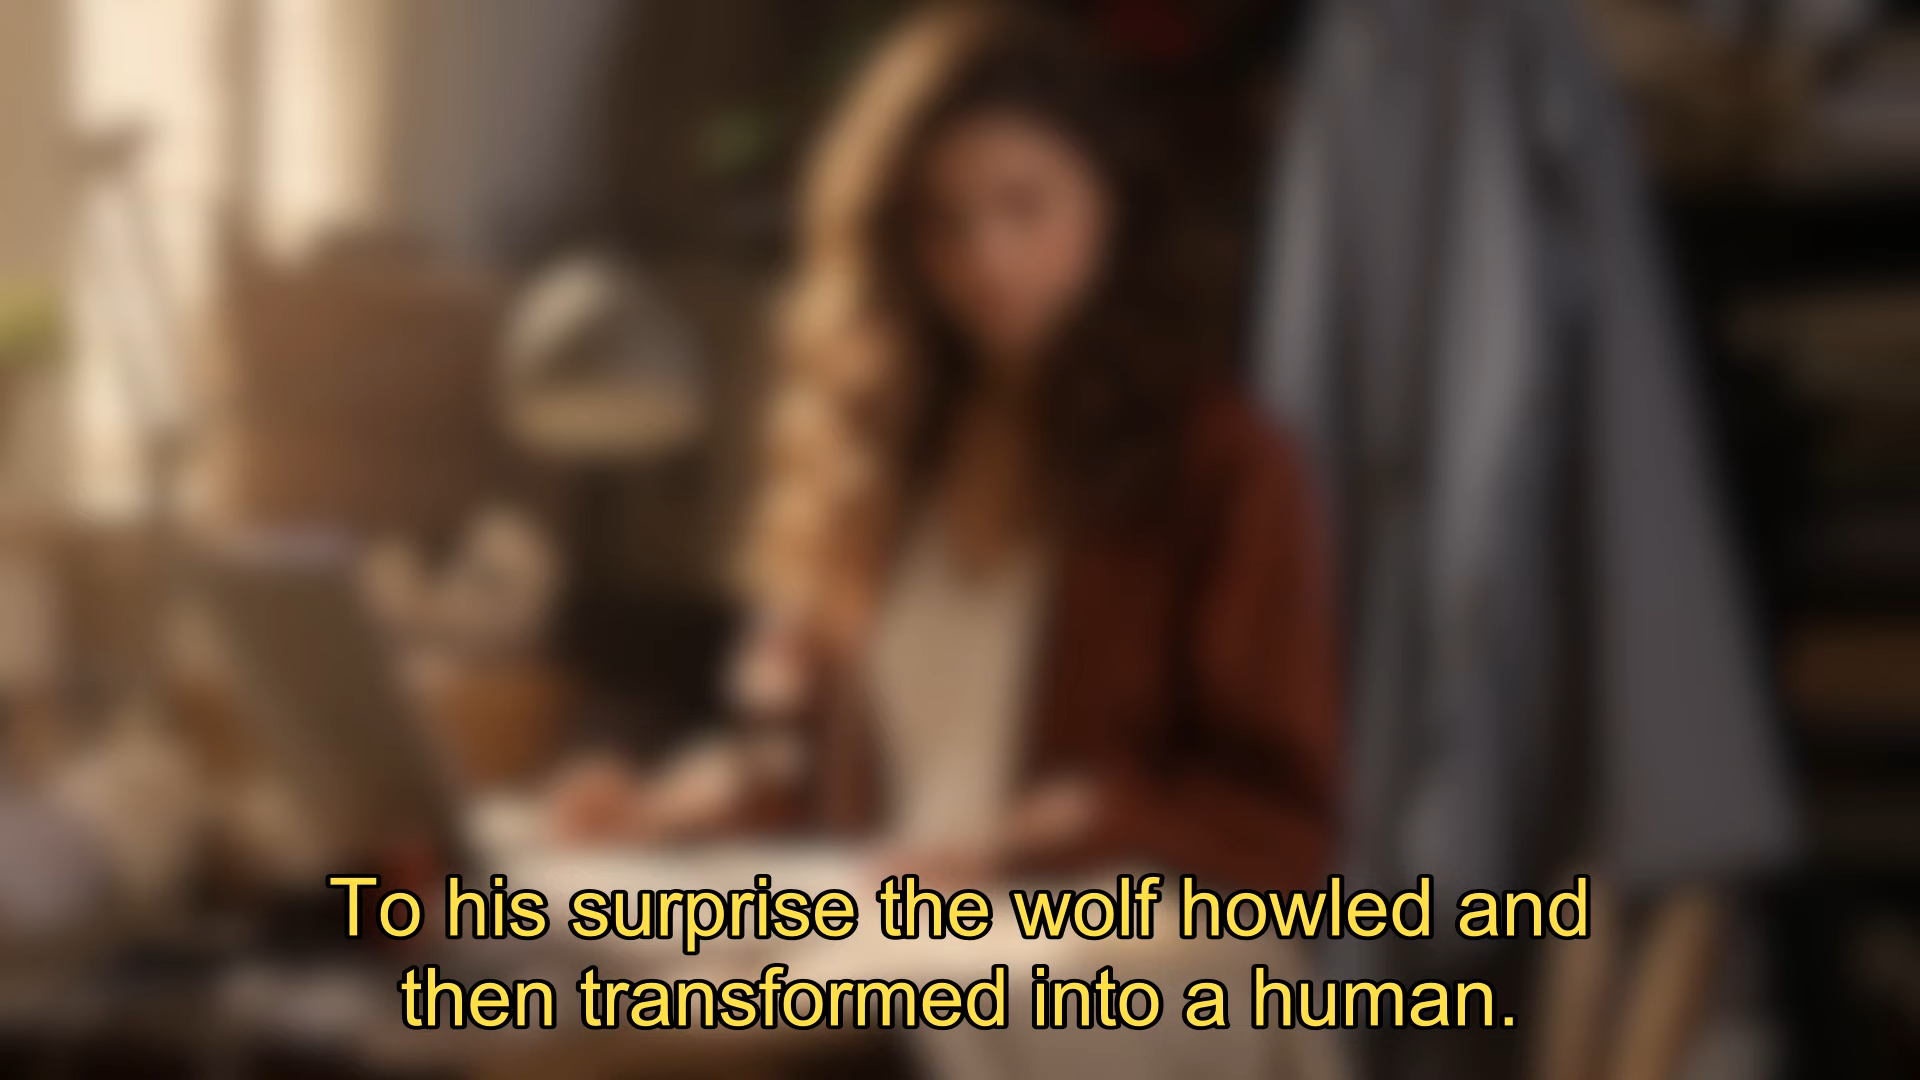 To his surprise the wolf howled and
then transformed into a human.